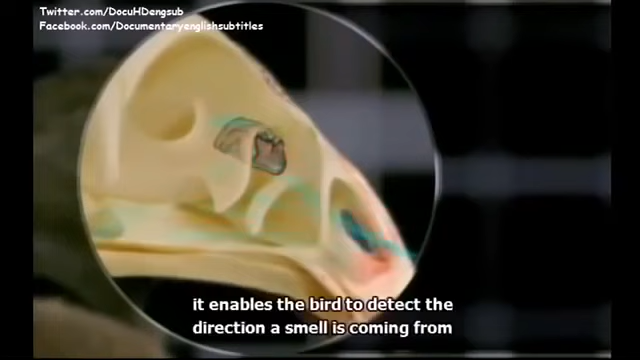 Twitter.com/DocuHDengsub
Facebook.com/Documentaryenglishsubtitles
it enables the bird to detect the
direction a smell is coming from